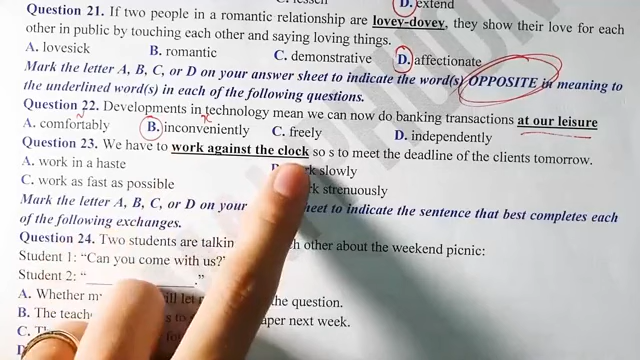 D. extend
Question 21. If two people in a romantic relationship are lovey-dovey, they show their love for each
other in public by touching each other and saying loving things.
A. lovesick B. romantic C. demonstrative D. affectionate
Mark the letter A, B, C, or D on your answer sheet to indicate the word(s) OPPOSITE in meaning to
the underlined word(s) in each of the following questions.
Question 22. Developments in technology mean we can now do banking transactions at our leisure
A. comfortably B. inconveniently C. freely D. independently
Question 23. We have to work against the clock so s to meet the deadline of the clients tomorrow.
A. work in a haste slowly
C. work as fast as possible strenuously
Mark the letter A, B, C, or D on your sheet to indicate the sentence that best completes each
of the following exchanges.
Question 24. Two students are talkin other about the weekend picnic:
Student 1: "Can you come with us?"
Student 2: "____________."
A. Whether will let the question.
B. The teach next week.
C.